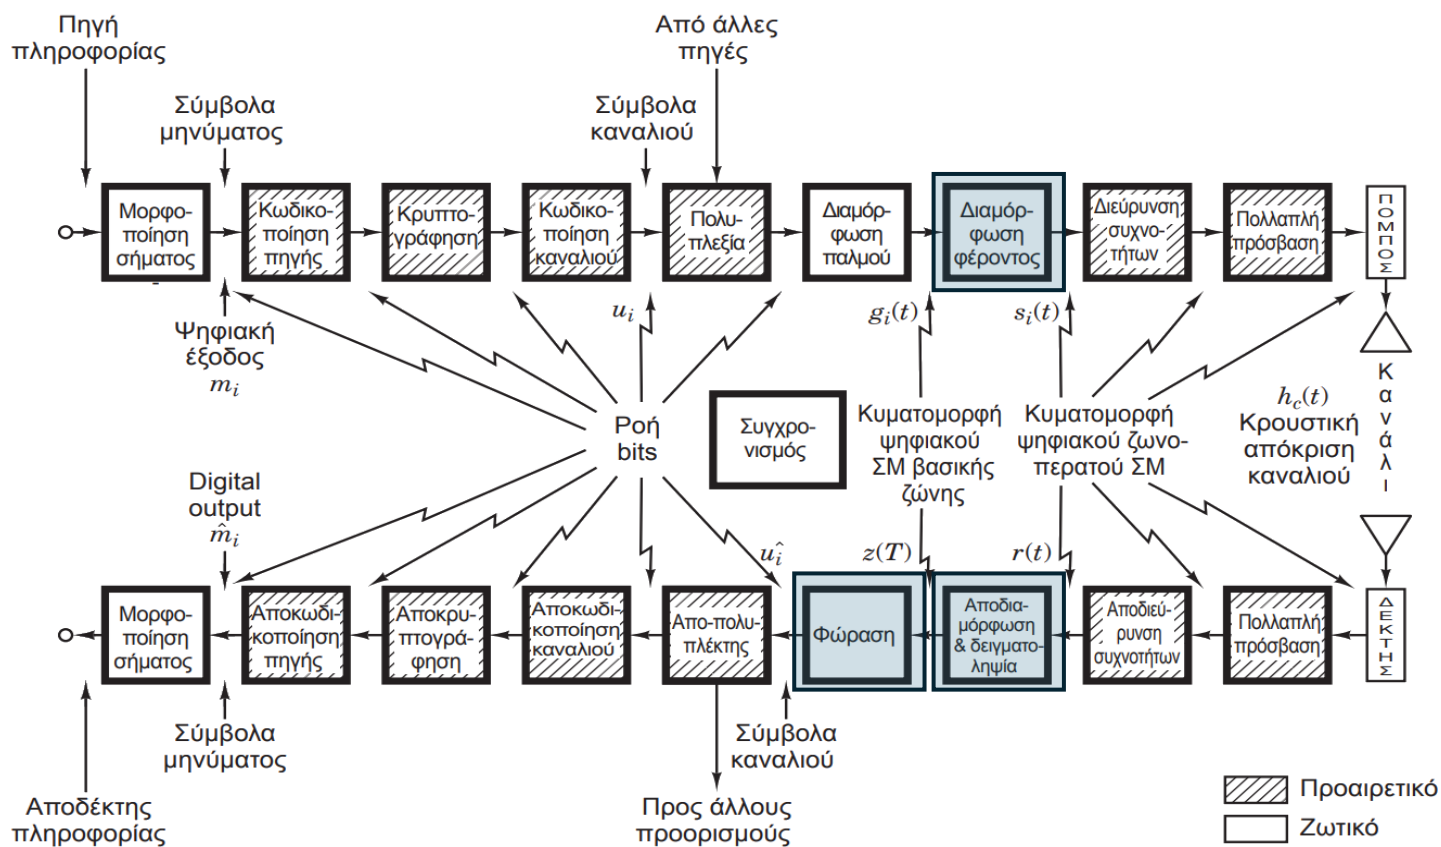 Πηγή
πληροφορίας
Από άλλες
πηγές
Σύμβολα
μηνύματος
Σύμβολα
καναλιού
Μορφο-
ποίηση
σήματος
Κωδικο-
ποίηση
πηγής
Κρυπτο-
γράφηση
Κωδικο-
ποίηση
καναλιού
Πολυ-
πλεξία
Διαμόρ-
φωση
παλμού
Διαμόρ-
φωση
φέροντος
Διεύρυνση
συχνο-
τήτων
Πολλαπλή
πρόσβαση
ΠΟΜΠΟΣ
Ψηφιακή
έξοδος
m_i
u_i
g_i(t)
s_i(t)
Ροή
bits
Συγχρο-
νισμός
Κυματομορφή
ψηφιακού
ΣΜ βασικής
ζώνης
Κυματομορφή
ψηφιακού ζωνο-
περατού ΣΜ
h_c(t)
Κρουστική
απόκριση
καναλιού
Κανάλι
Digital
output
m̂_i
û_i
z(T)
r(t)
Μορφο-
ποίηση
σήματος
Αποκωδι-
κοποίηση
πηγής
Αποκρυ-
πτογρά-
φηση
Αποκωδι-
κοποίηση
καναλιού
Απο-πολυ-
πλέκτης
Φώραση
Αποδια-
μόρφωση
& δειγματο-
ληψία
Αποδιεύ-
ρυνση
συχνοτήτων
Πολλαπλή
πρόσβαση
ΔΕΚΤΗΣ
Σύμβολα
μηνύματος
Σύμβολα
καναλιού
Αποδέκτης
πληροφορίας
Προς άλλους
προορισμούς
Προαιρετικό
Ζωτικό